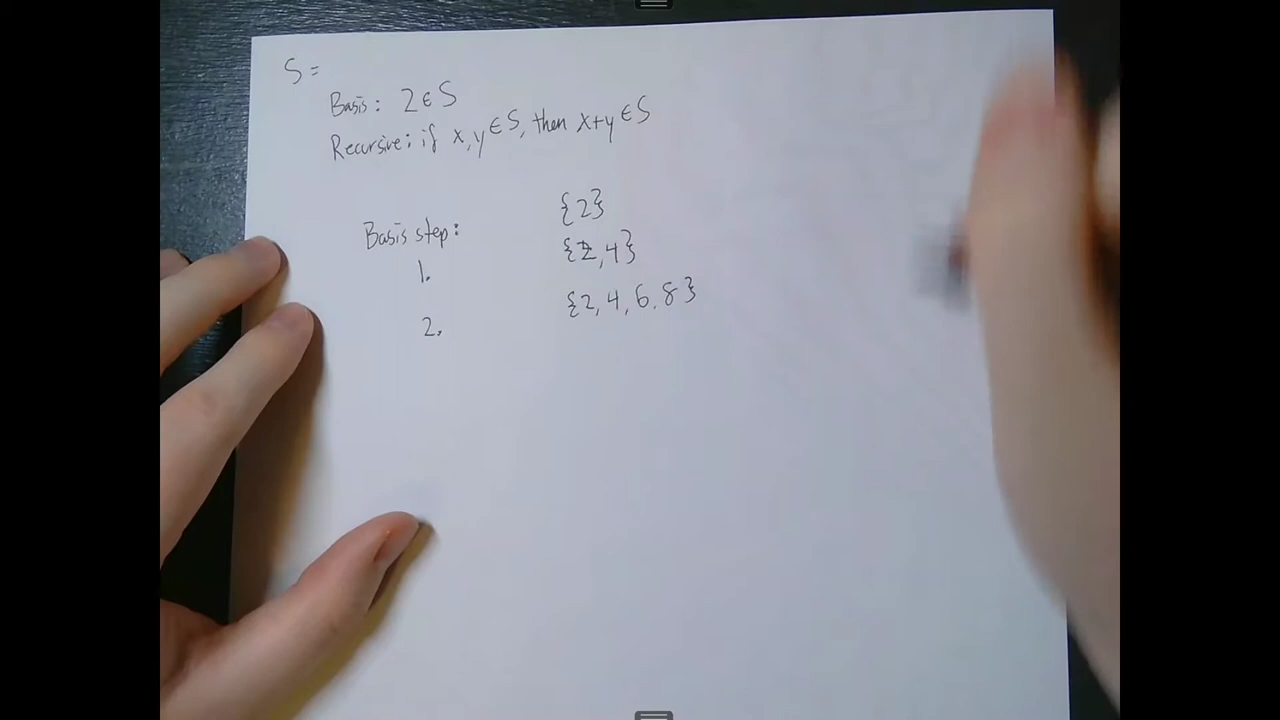 S =
Basis: 2 ∈ S
Recursive: if x, y ∈ S, then x+y ∈ S
Basis step: {2}
1. {2, 4}
2. {2, 4, 6, 8}